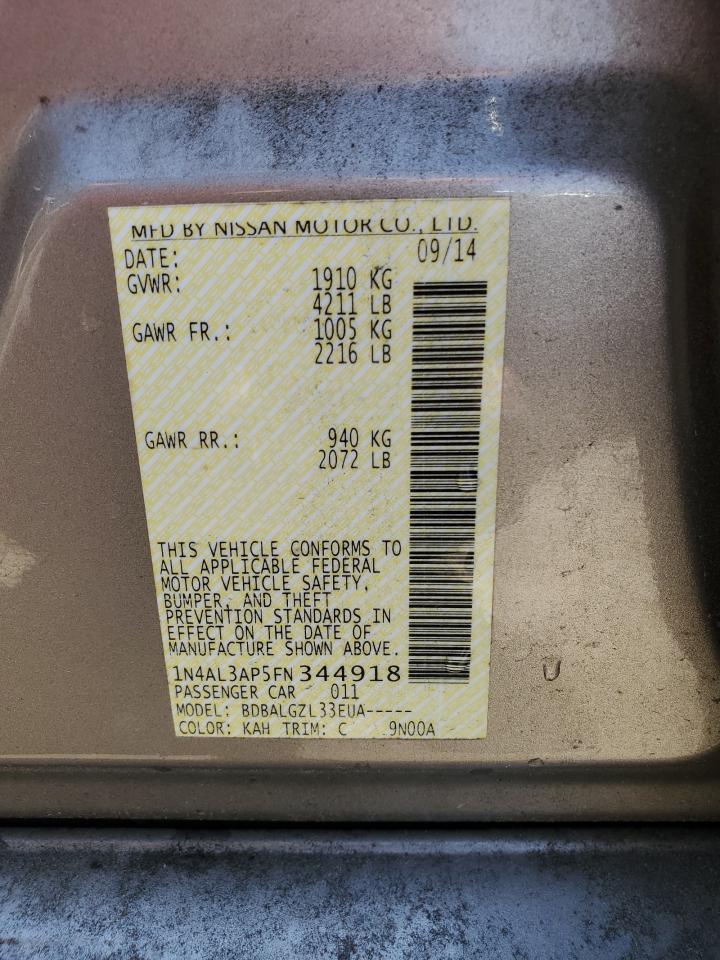 MFD BY NISSAN MOTOR CO., LTD.
DATE: 09/14
GVWR: 1910 KG
4211 LB
GAWR FR.: 1005 KG
2216 LB
GAWR RR.: 940 KG
2072 LB
THIS VEHICLE CONFORMS TO
ALL APPLICABLE FEDERAL
MOTOR VEHICLE SAFETY,
BUMPER, AND THEFT
PREVENTION STANDARDS IN
EFFECT ON THE DATE OF
MANUFACTURE SHOWN ABOVE.
1N4AL3AP5FN344918
PASSENGER CAR 011
MODEL: BDBALGZL33EUA-----
COLOR: KAH TRIM: C 9N00A